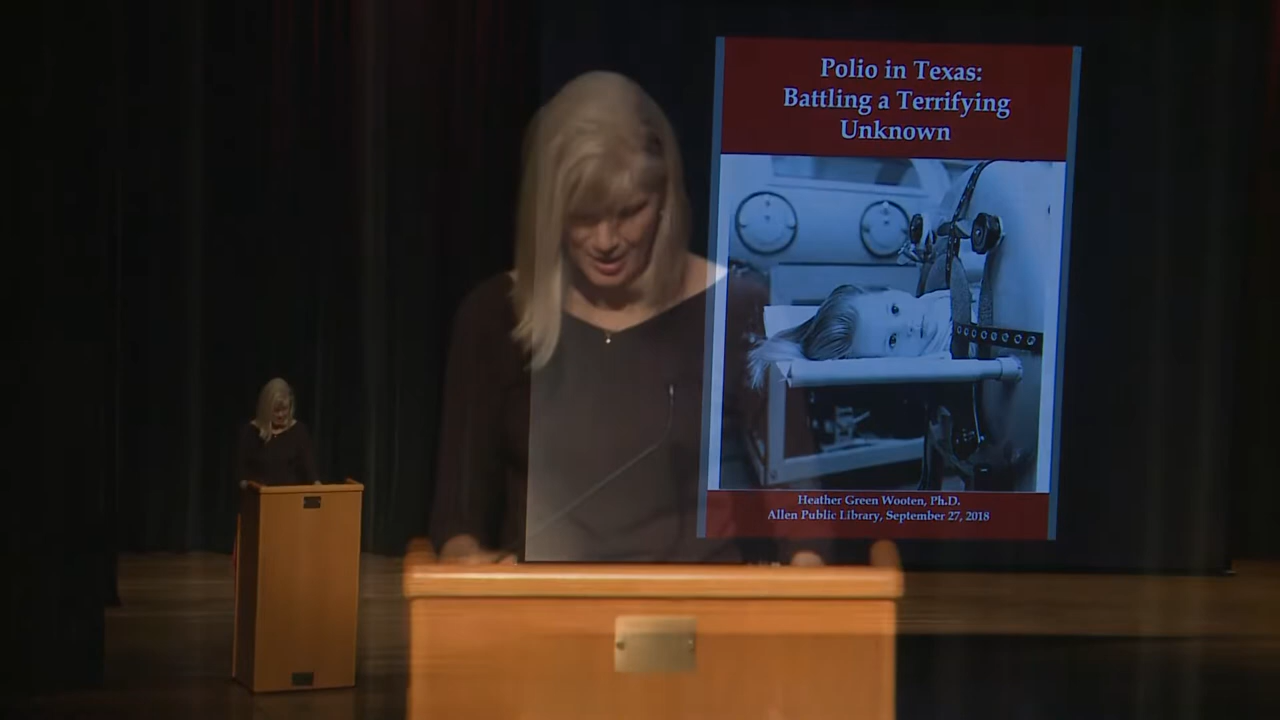 Polio in Texas:
Battling a Terrifying
Unknown
Heather Green Wooten, Ph.D.
Allen Public Library, September 27, 2018